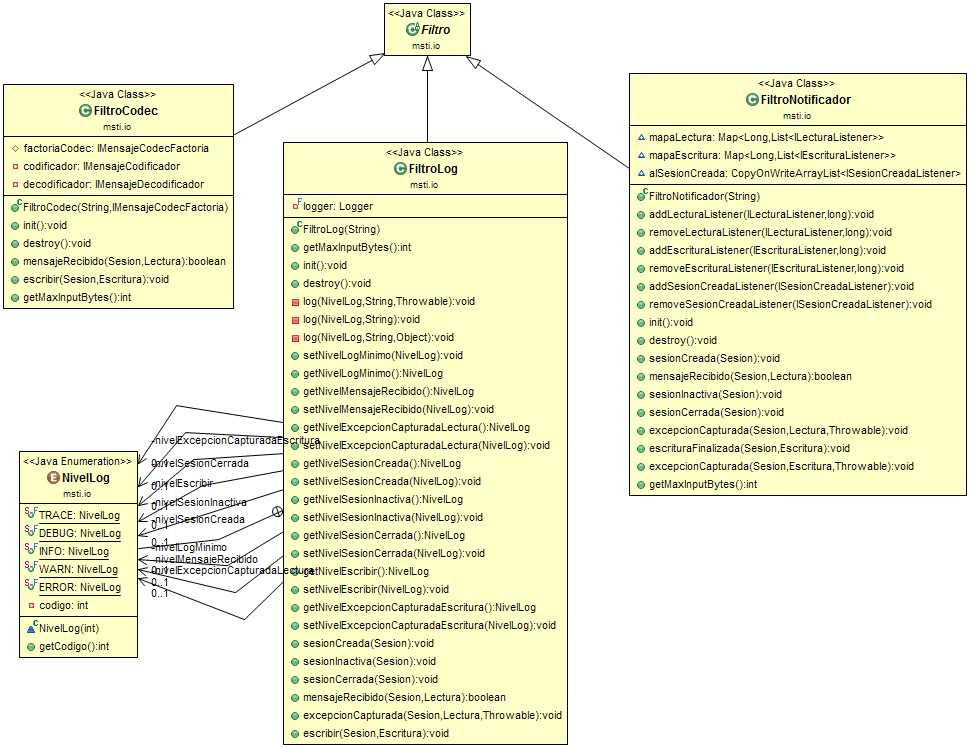 <<Java Class>>
Filtro
msti.io
<<Java Class>>
FiltroCodec
msti.io
factoriaCodec: IMensajeCodecFactoria
codificador: IMensajeCodificador
decodificador: IMensajeDecodificador
FiltroCodec(String,IMensajeCodecFactoria)
init():void
destroy():void
mensajeRecibido(Sesion,Lectura):boolean
escribir(Sesion,Escritura):void
getMaxInputBytes():int
<<Java Class>>
FiltroLog
msti.io
logger: Logger
FiltroLog(String)
getMaxInputBytes():int
init():void
destroy():void
log(NivelLog,String,Throwable):void
log(NivelLog,String):void
log(NivelLog,String,Object):void
setNivelLogMinimo(NivelLog):void
getNivelLogMinimo():NivelLog
getNivelMensajeRecibido():NivelLog
setNivelMensajeRecibido(NivelLog):void
getNivelExcepcionCapturadaLectura():NivelLog
setNivelExcepcionCapturadaLectura(NivelLog):void
getNivelSesionCreada():NivelLog
setNivelSesionCreada(NivelLog):void
getNivelSesionInactiva():NivelLog
setNivelSesionInactiva(NivelLog):void
getNivelSesionCerrada():NivelLog
setNivelSesionCerrada(NivelLog):void
getNivelEscribir():NivelLog
setNivelEscribir(NivelLog):void
getNivelExcepcionCapturadaEscritura():NivelLog
setNivelExcepcionCapturadaEscritura(NivelLog):void
sesionCreada(Sesion):void
sesionInactiva(Sesion):void
sesionCerrada(Sesion):void
mensajeRecibido(Sesion,Lectura):boolean
excepcionCapturada(Sesion,Lectura,Throwable):void
escribir(Sesion,Escritura):void
<<Java Class>>
FiltroNotificador
msti.io
mapaLectura: Map<Long,List<ILecturaListener>>
mapaEscritura: Map<Long,List<IEscrituraListener>>
alSesionCreada: CopyOnWriteArrayList<ISesionCreadaListener>
FiltroNotificador(String)
addLecturaListener(ILecturaListener,long):void
removeLecturaListener(ILecturaListener,long):void
addEscrituraListener(IEscrituraListener,long):void
removeEscrituraListener(IEscrituraListener,long):void
addSesionCreadaListener(ISesionCreadaListener):void
removeSesionCreadaListener(ISesionCreadaListener):void
init():void
destroy():void
sesionCreada(Sesion):void
mensajeRecibido(Sesion,Lectura):boolean
sesionInactiva(Sesion):void
sesionCerrada(Sesion):void
excepcionCapturada(Sesion,Lectura,Throwable):void
escrituraFinalizada(Sesion,Escritura):void
excepcionCapturada(Sesion,Escritura,Throwable):void
getMaxInputBytes():int
<<Java Enumeration>>
NivelLog
msti.io
TRACE: NivelLog
DEBUG: NivelLog
INFO: NivelLog
WARN: NivelLog
ERROR: NivelLog
codigo: int
NivelLog(int)
getCodigo():int
-nivelExcepcionCapturadaEscritura
0..1
-nivelSesionCerrada
0..1
-nivelEscribir
0..1
-nivelSesionInactiva
0..1
-nivelSesionCreada
0..1
-nivelLogMinimo
0..1
-nivelMensajeRecibido
0..1
-nivelExcepcionCapturadaLectura
0..1